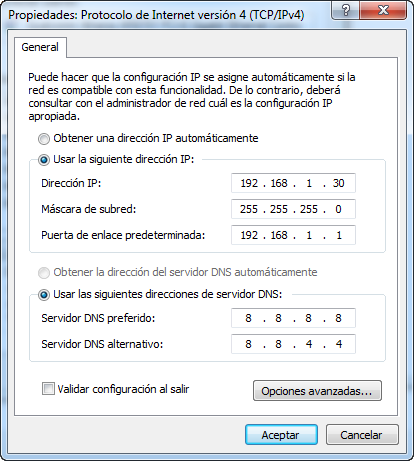 Propiedades: Protocolo de Internet versión 4 (TCP/IPv4)
General
Puede hacer que la configuración IP se asigne automáticamente si la
red es compatible con esta funcionalidad. De lo contrario, deberá
consultar con el administrador de red cuál es la configuración IP
apropiada.
Obtener una dirección IP automáticamente
Usar la siguiente dirección IP:
Dirección IP: 192 . 168 . 1 . 30
Máscara de subred: 255 . 255 . 255 . 0
Puerta de enlace predeterminada: 192 . 168 . 1 . 1
Obtener la dirección del servidor DNS automáticamente
Usar las siguientes direcciones de servidor DNS:
Servidor DNS preferido: 8 . 8 . 8 . 8
Servidor DNS alternativo: 8 . 8 . 4 . 4
Validar configuración al salir
Opciones avanzadas...
Aceptar Cancelar